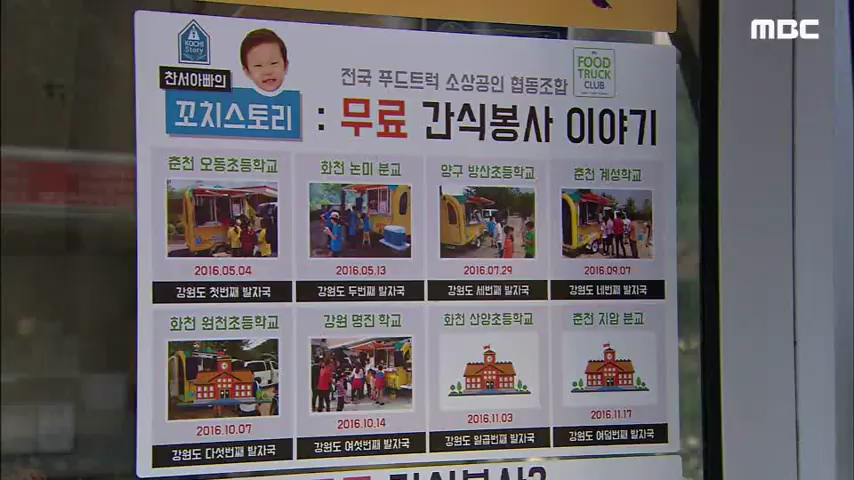 MBC
KOCHI
Story
찬서아빠의
꼬치스토리
전국 푸드트럭 소상공인 협동조합
FOOD
TRUCK
CLUB
: 무료 간식봉사 이야기
춘천 오동초등학교
화천 논미 분교
양구 방산초등학교
춘천 계성학교
2016.05.04
2016.05.13
2016.07.29
2016.09.07
강원도 첫번째 발자국
강원도 두번째 발자국
강원도 세번째 발자국
강원도 네번째 발자국
화천 원천초등학교
강원 명진 학교
화천 산양초등학교
춘천 지암 분교
2016.10.07
2016.10.14
2016.11.03
2016.11.17
강원도 다섯번째 발자국
강원도 여섯번째 발자국
강원도 일곱번째 발자국
강원도 여덟번째 발자국